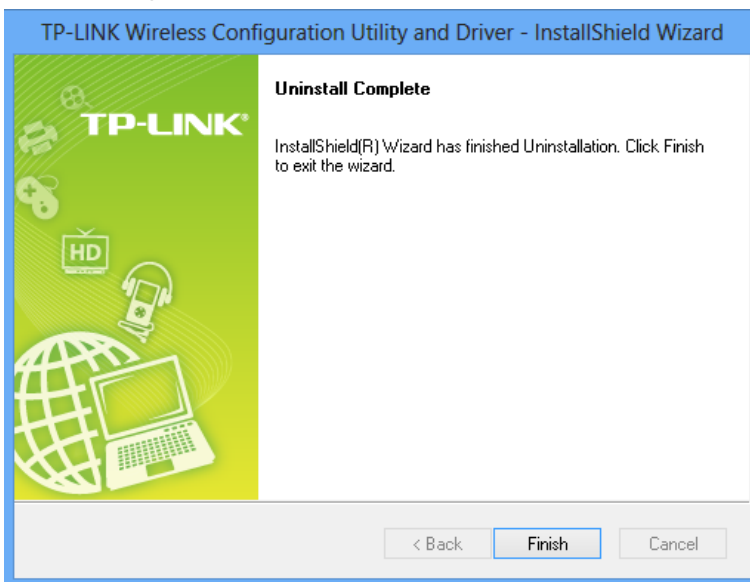 TP-LINK Wireless Configuration Utility and Driver - InstallShield Wizard
TP-LINK®
Uninstall Complete
InstallShield(R) Wizard has finished Uninstallation. Click Finish
to exit the wizard.
HD
< Back
Finish
Cancel